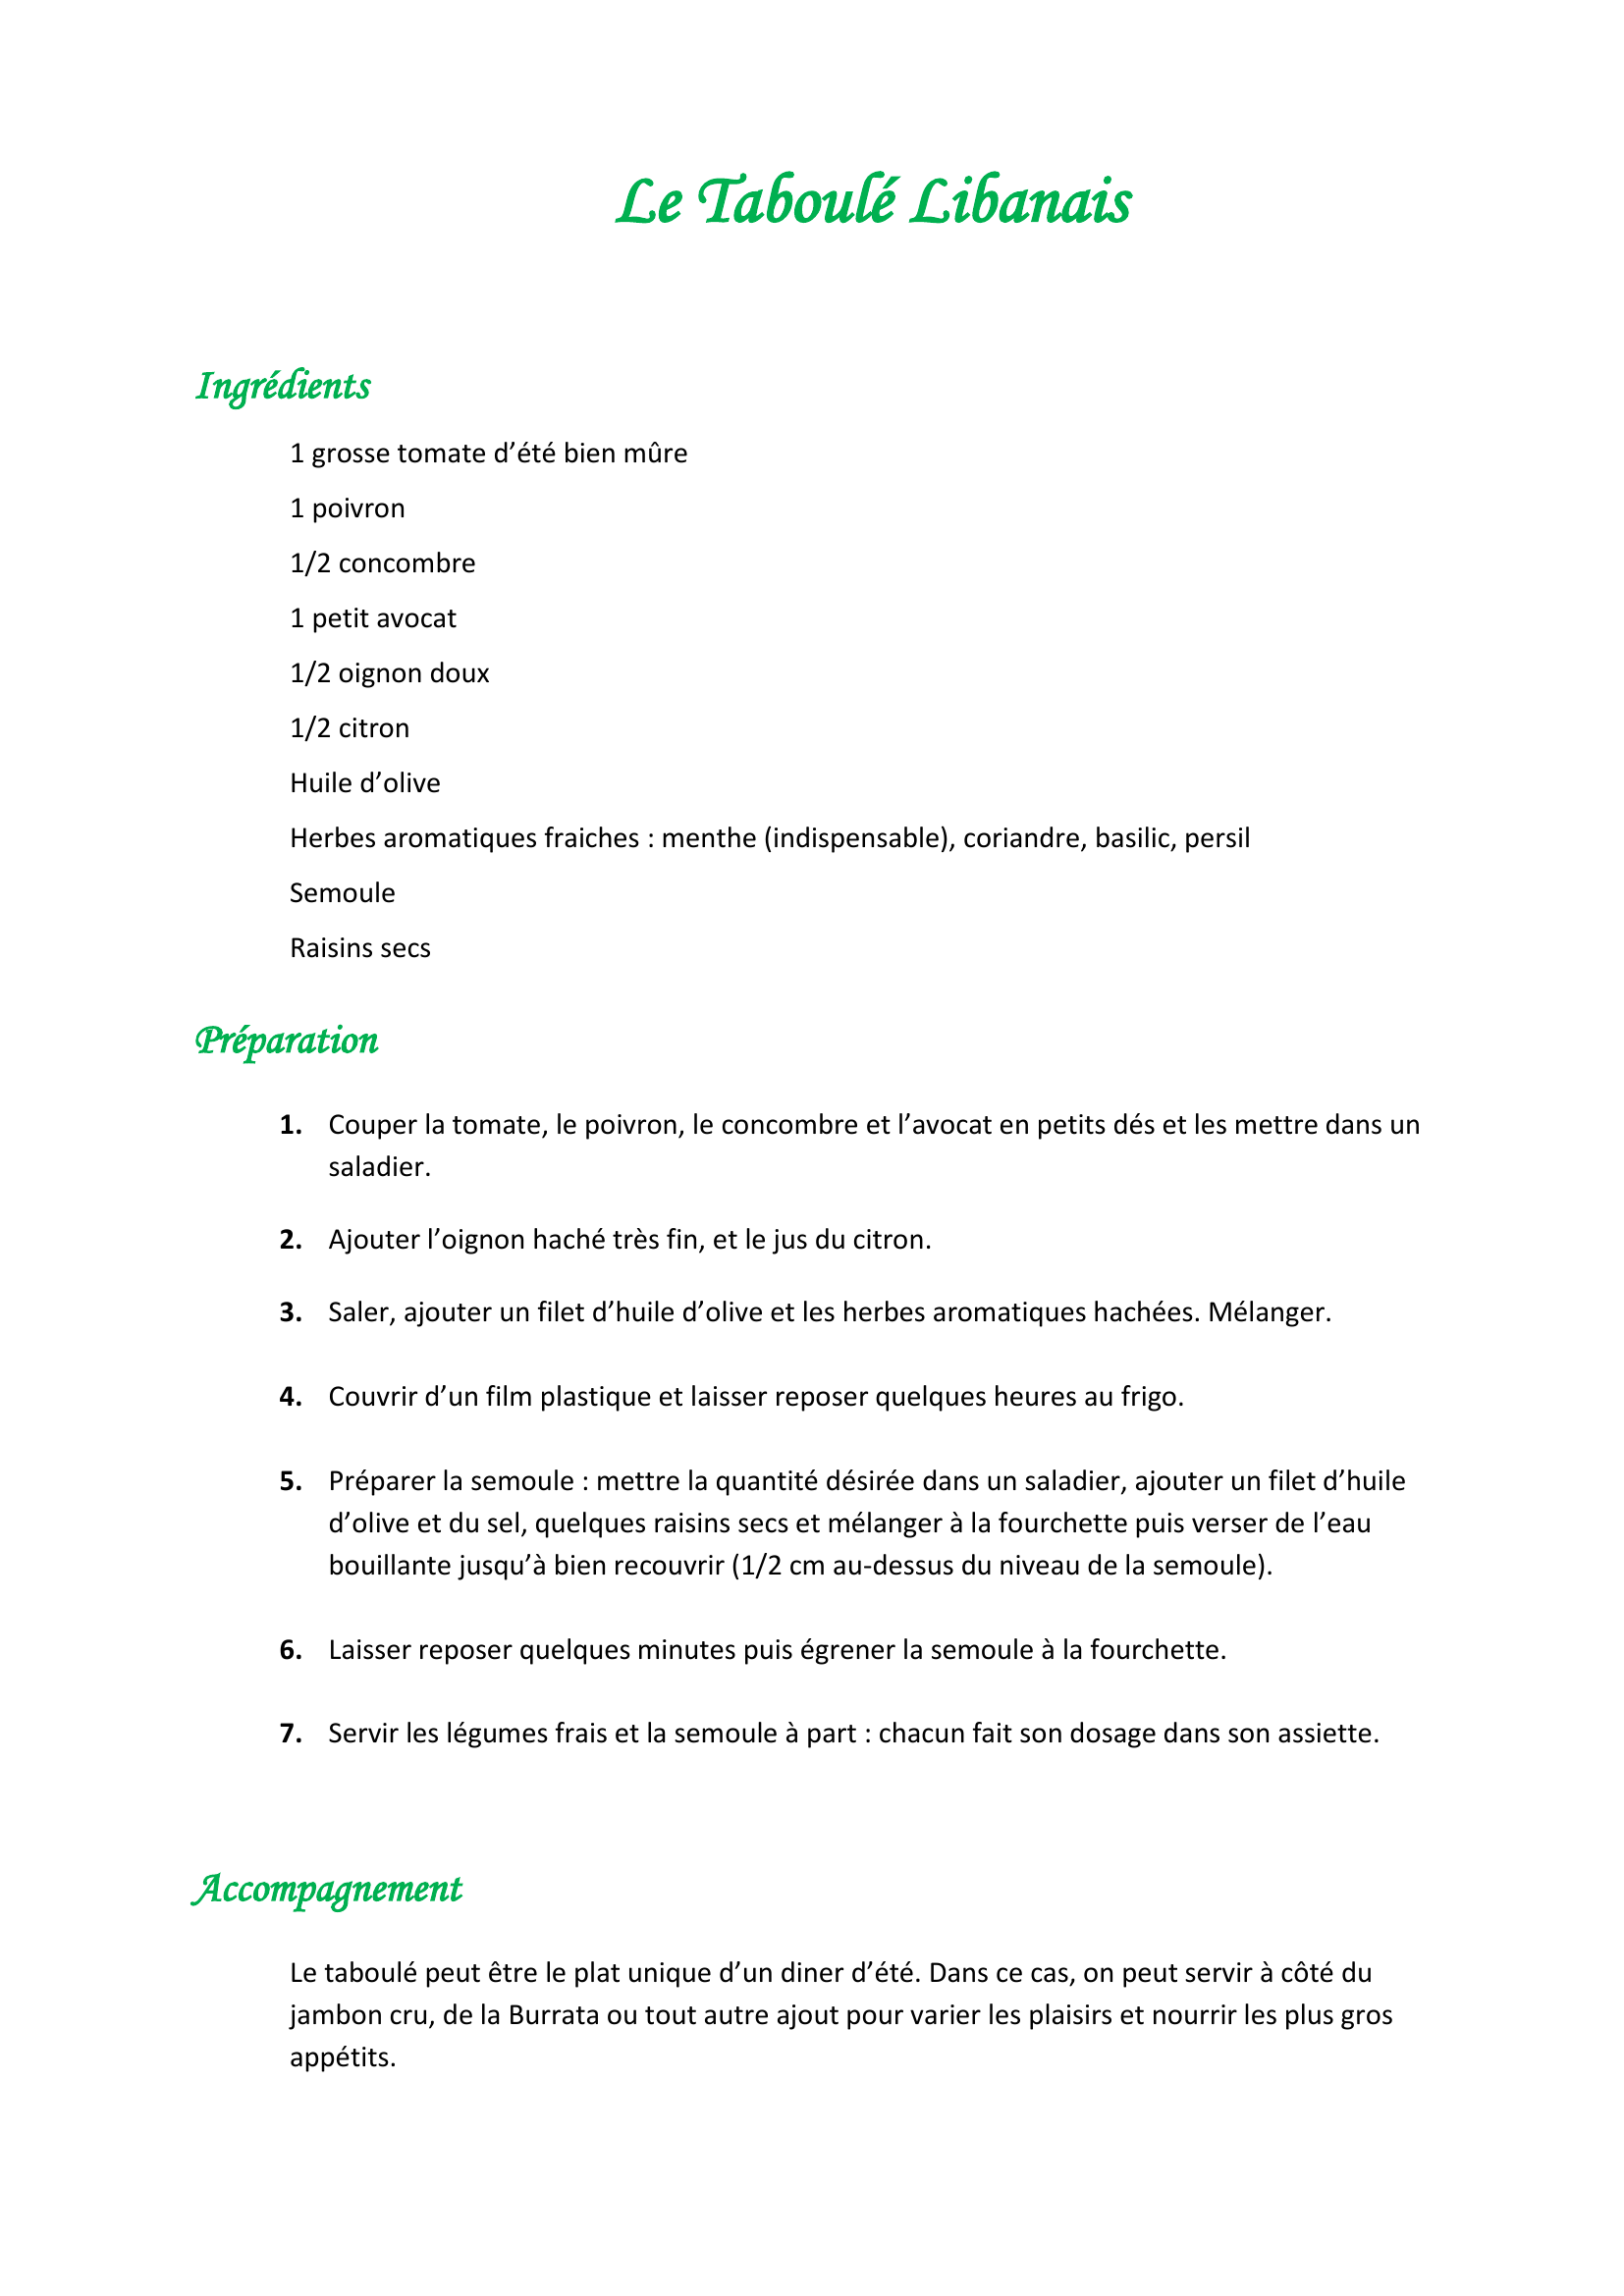 Le Taboulé Libanais
Ingrédients
1 grosse tomate d’été bien mûre
1 poivron
1/2 concombre
1 petit avocat
1/2 oignon doux
1/2 citron
Huile d’olive
Herbes aromatiques fraiches : menthe (indispensable), coriandre, basilic, persil
Semoule
Raisins secs
Préparation
1. Couper la tomate, le poivron, le concombre et l’avocat en petits dés et les mettre dans un
saladier.
2. Ajouter l’oignon haché très fin, et le jus du citron.
3. Saler, ajouter un filet d’huile d’olive et les herbes aromatiques hachées. Mélanger.
4. Couvrir d’un film plastique et laisser reposer quelques heures au frigo.
5. Préparer la semoule : mettre la quantité désirée dans un saladier, ajouter un filet d’huile
d’olive et du sel, quelques raisins secs et mélanger à la fourchette puis verser de l’eau
bouillante jusqu’à bien recouvrir (1/2 cm au-dessus du niveau de la semoule).
6. Laisser reposer quelques minutes puis égrener la semoule à la fourchette.
7. Servir les légumes frais et la semoule à part : chacun fait son dosage dans son assiette.
Accompagnement
Le taboulé peut être le plat unique d’un diner d’été. Dans ce cas, on peut servir à côté du
jambon cru, de la Burrata ou tout autre ajout pour varier les plaisirs et nourrir les plus gros
appétits.